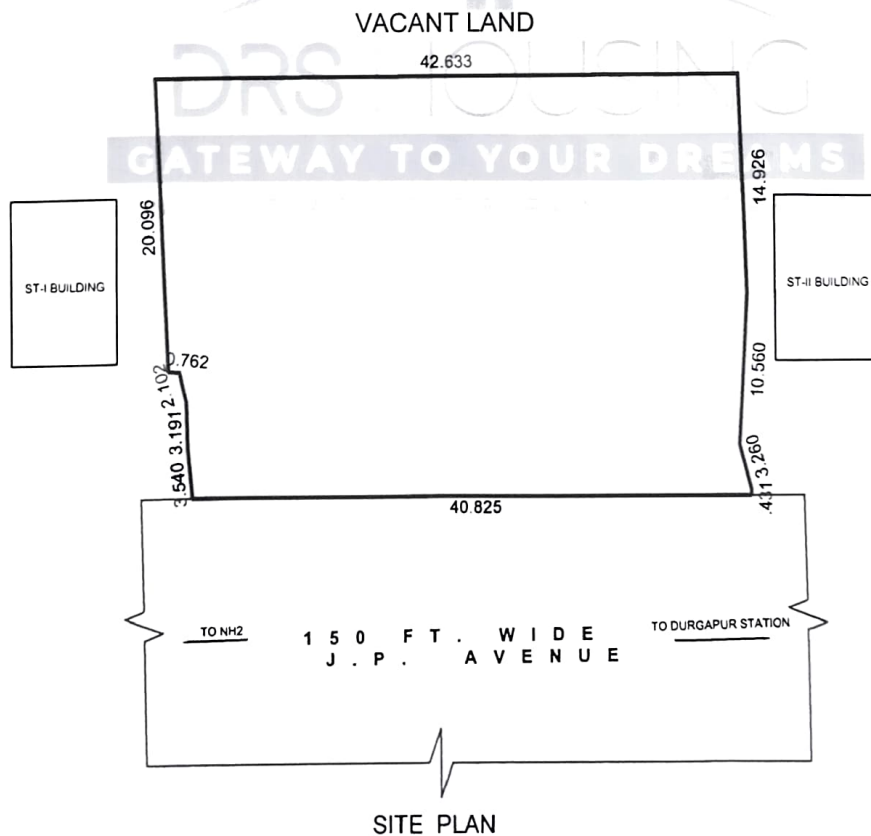 VACANT LAND
DRS HOUSING
42.633
GATEWAY TO YOUR DREAMS
14.926
20.096
ST-I BUILDING
ST-II BUILDING
0.762
2.102
10.560
3.191
3.260
3.540
.431
40.825
TO NH2
150 FT. WIDE
J.P. AVENUE
TO DURGAPUR STATION
SITE PLAN